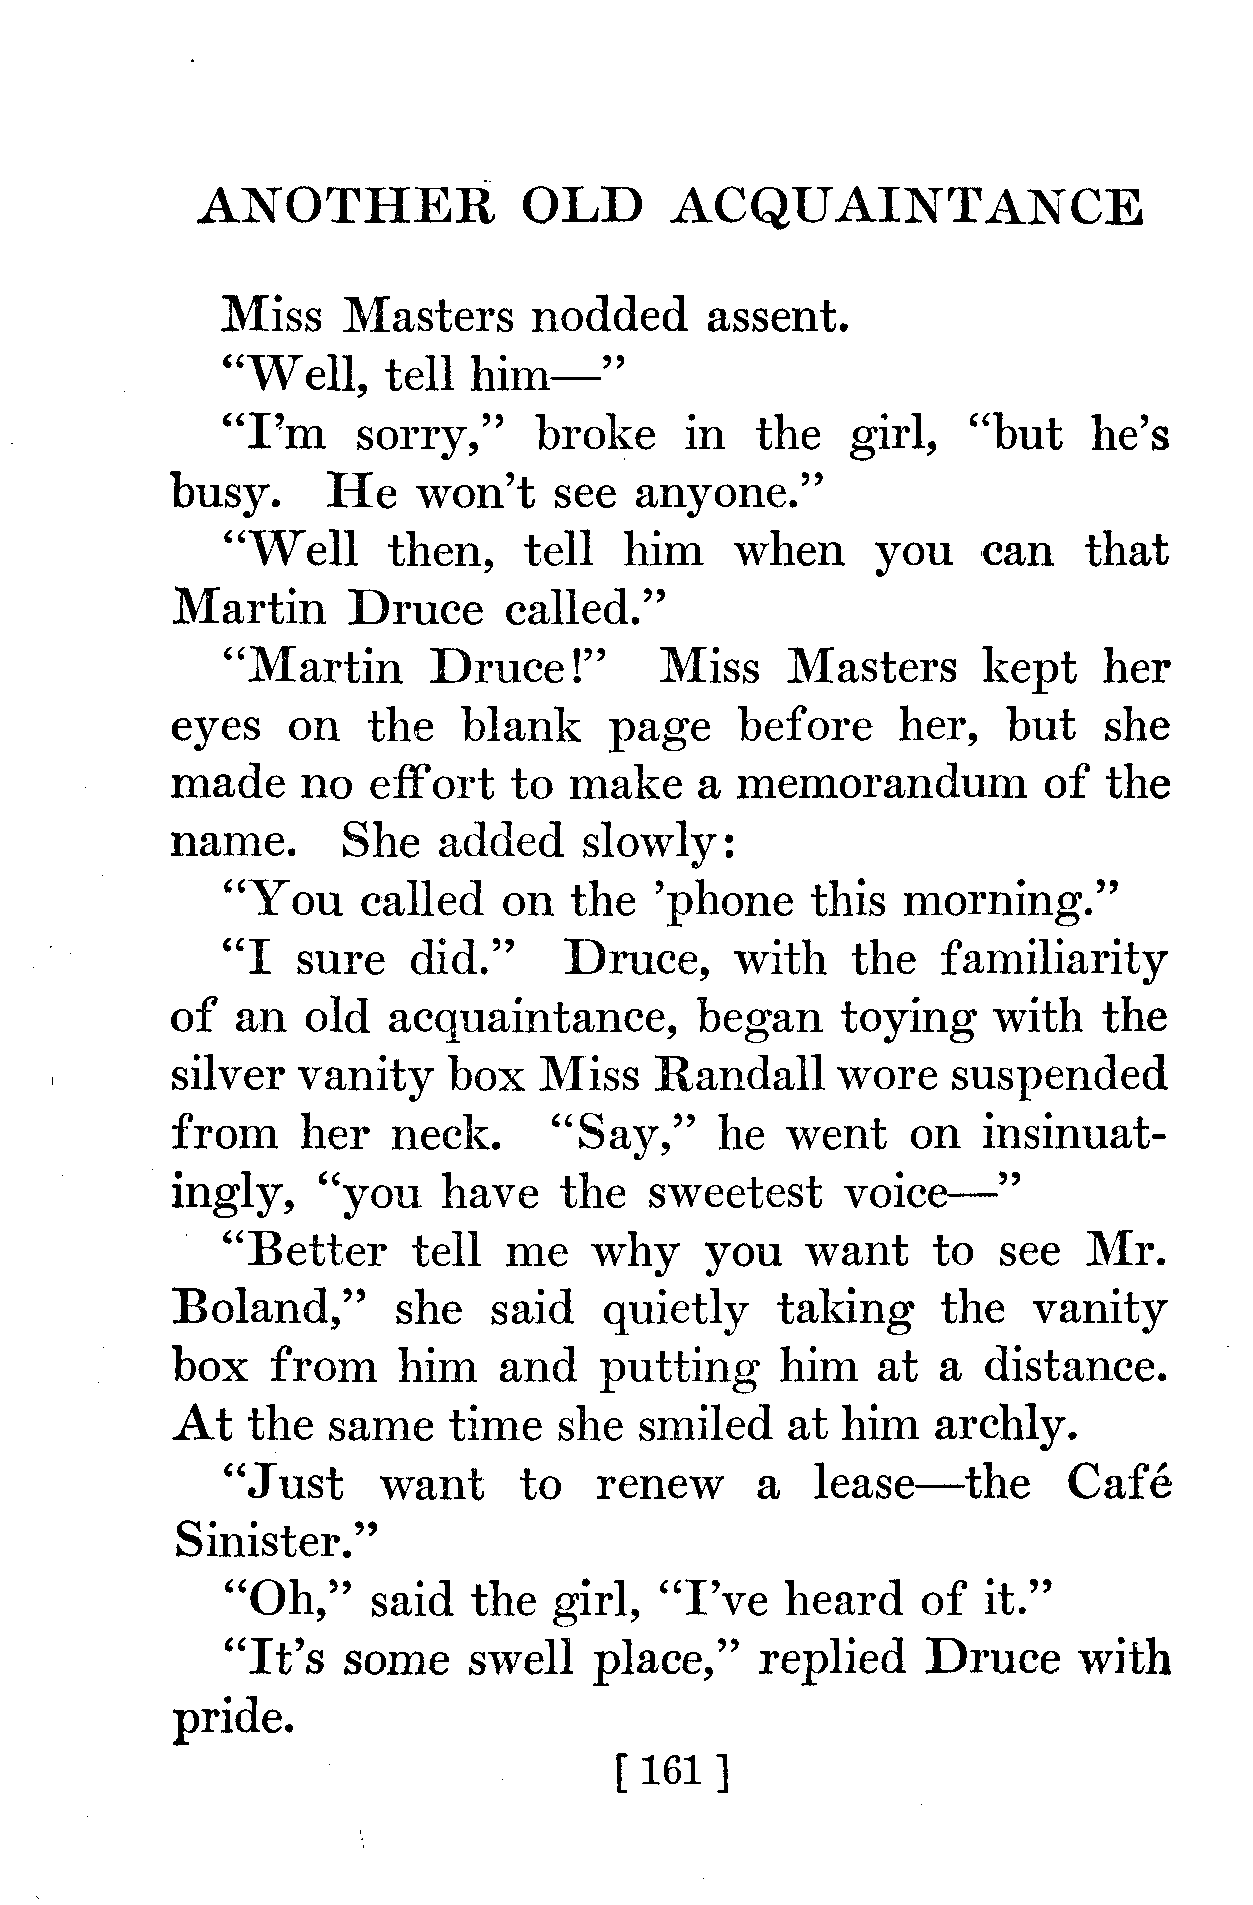 ANOTHER OLD ACQUAINTANCE
Miss Masters nodded assent.
“Well, tell him—”
“I’m sorry,” broke in the girl, “but he’s
busy. He won’t see anyone.”
“Well then, tell him when you can that
Martin Druce called.”
“Martin Druce!” Miss Masters kept her
eyes on the blank page before her, but she
made no effort to make a memorandum of the
name. She added slowly:
“You called on the ’phone this morning.”
“I sure did.” Druce, with the familiarity
of an old acquaintance, began toying with the
silver vanity box Miss Randall wore suspended
from her neck. “Say,” he went on insinuat-
ingly, “you have the sweetest voice—”
“Better tell me why you want to see Mr.
Boland,” she said quietly taking the vanity
box from him and putting him at a distance.
At the same time she smiled at him archly.
“Just want to renew a lease—the Café
Sinister.”
“Oh,” said the girl, “I’ve heard of it.”
“It’s some swell place,” replied Druce with
pride.
[ 161 ]